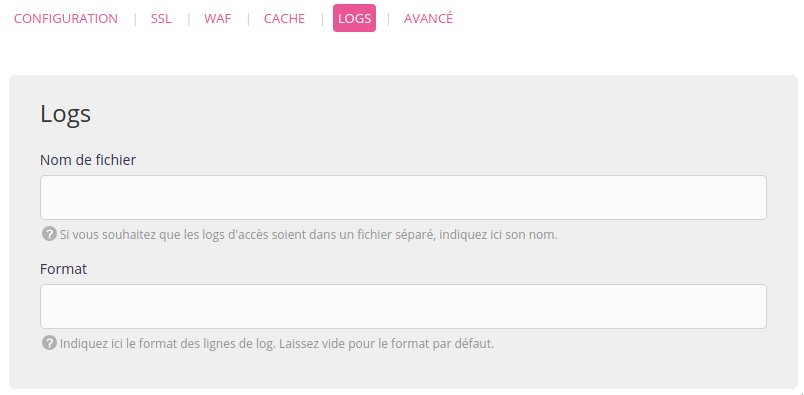 CONFIGURATION | SSL | WAF | CACHE | LOGS | AVANCÉ
Logs
Nom de fichier
? Si vous souhaitez que les logs d'accès soient dans un fichier séparé, indiquez ici son nom.
Format
? Indiquez ici le format des lignes de log. Laissez vide pour le format par défaut.